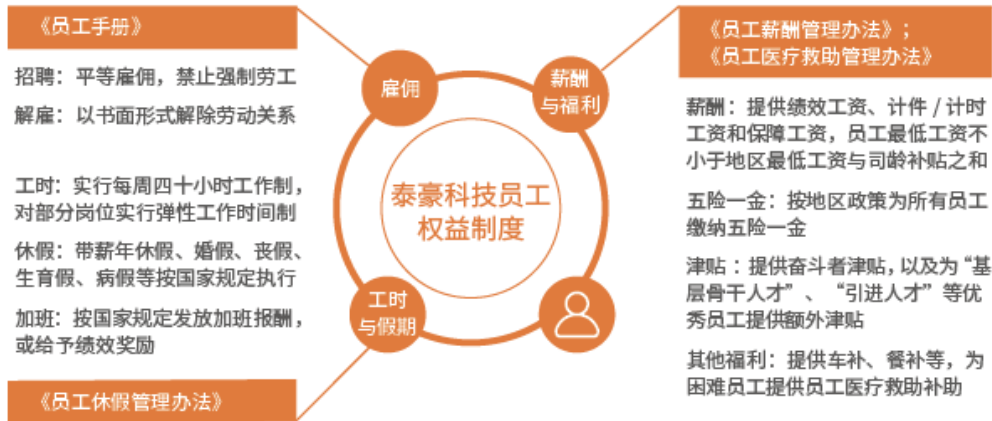 《员工手册》
招聘：平等雇佣，禁止强制劳工
解雇：以书面形式解除劳动关系
工时：实行每周四十小时工作制，
对部分岗位实行弹性工作时间制
休假：带薪年休假、婚假、丧假、
生育假、病假等按国家规定执行
加班：按国家规定发放加班报酬，
或给予绩效奖励
《员工休假管理办法》
雇佣
薪酬
与福利
泰豪科技员工
权益制度
工时
与假期
《员工薪酬管理办法》；
《员工医疗救助管理办法》
薪酬：提供绩效工资、计件 / 计时
工资和保障工资，员工最低工资不
小于地区最低工资与司龄补贴之和
五险一金：按地区政策为所有员工
缴纳五险一金
津贴：提供奋斗者津贴，以及为“基
层骨干人才”、“引进人才”等优
秀员工提供额外津贴
其他福利：提供车补、餐补等，为
困难员工提供员工医疗救助补助